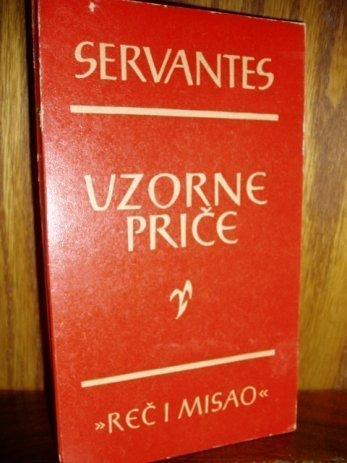 SERVANTES
UZORNE
PRIČE
»REČ I MISAO«